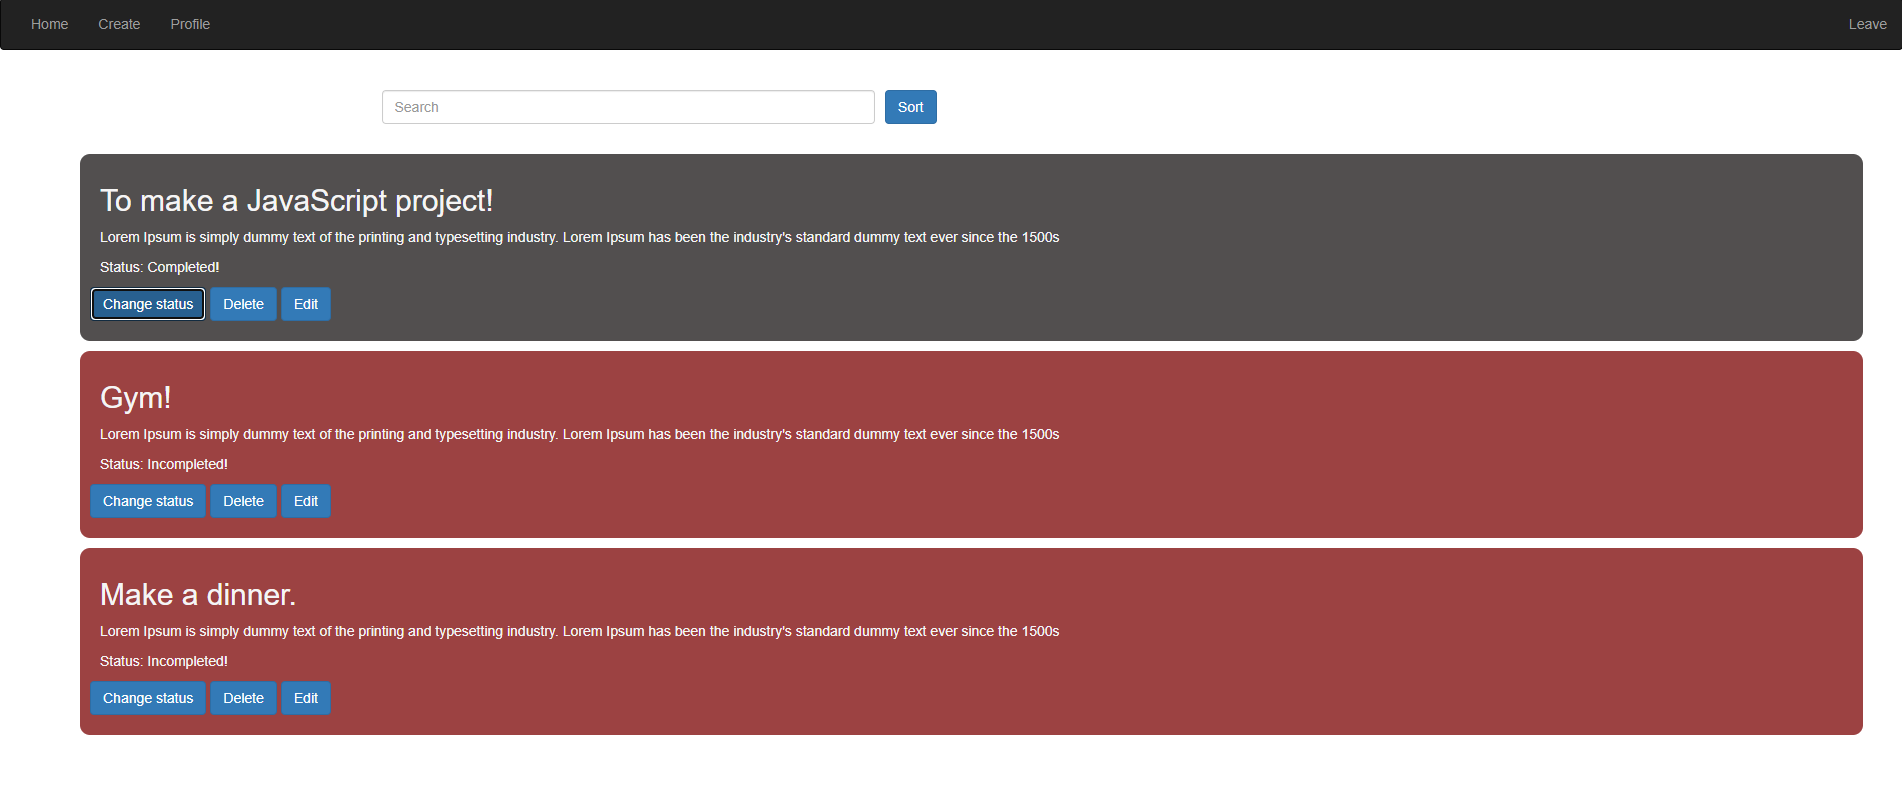 Home Create Profile Leave
Search Sort
To make a JavaScript project!
Lorem Ipsum is simply dummy text of the printing and typesetting industry. Lorem Ipsum has been the industry's standard dummy text ever since the 1500s
Status: Completed!
Change status Delete Edit
Gym!
Lorem Ipsum is simply dummy text of the printing and typesetting industry. Lorem Ipsum has been the industry's standard dummy text ever since the 1500s
Status: Incompleted!
Change status Delete Edit
Make a dinner.
Lorem Ipsum is simply dummy text of the printing and typesetting industry. Lorem Ipsum has been the industry's standard dummy text ever since the 1500s
Status: Incompleted!
Change status Delete Edit